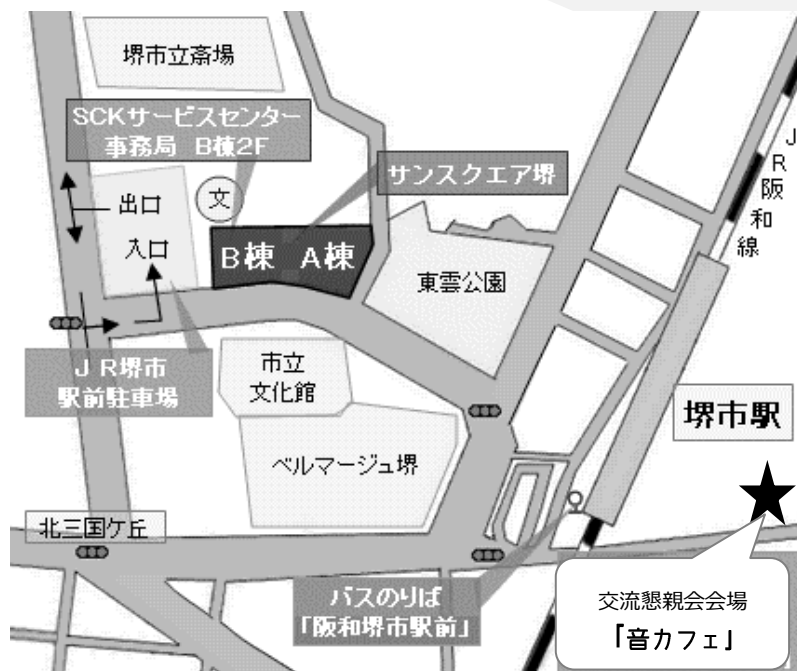 堺市立斎場
SCKサービスセンター
事務局 B棟2F
サンスクエア堺
文
出口
入口
B棟 A棟
東雲公園
JR阪和線
JR堺市
駅前駐車場
市立
文化館
堺市駅
ベルマージュ堺
北三国ケ丘
バスのりば
「阪和堺市駅前」
交流懇親会会場
「音カフェ」